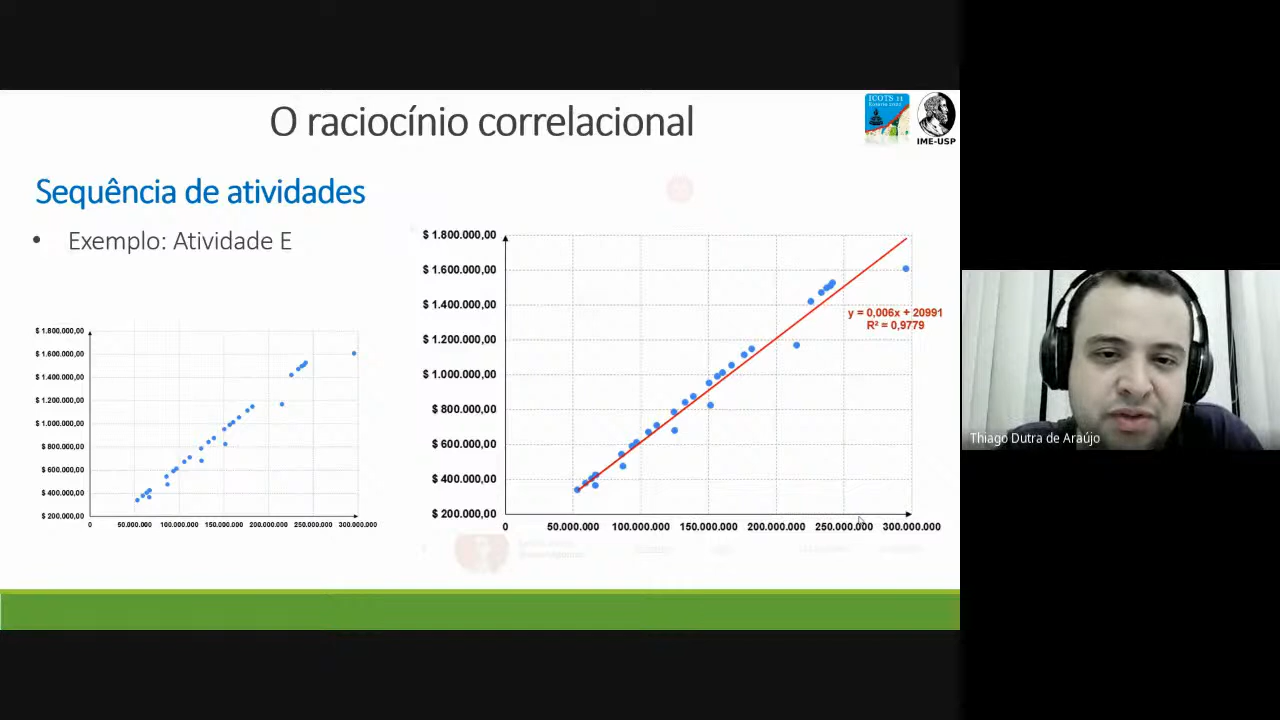 O raciocínio correlacional
ICOTS 11
IME-USP
Sequência de atividades
• Exemplo: Atividade E
$ 1.800.000,00
$ 1.600.000,00
$ 1.400.000,00
$ 1.200.000,00
$ 1.000.000,00
$ 800.000,00
$ 600.000,00
$ 400.000,00
$ 200.000,00
0 50.000.000 100.000.000 150.000.000 200.000.000 250.000.000 300.000.000
$ 1.800.000,00
$ 1.600.000,00
$ 1.400.000,00
$ 1.200.000,00
$ 1.000.000,00
$ 800.000,00
$ 600.000,00
$ 400.000,00
$ 200.000,00
0 50.000.000 100.000.000 150.000.000 200.000.000 250.000.000 300.000.000
y = 0,006x + 20991
R² = 0,9779
Thiago Dutra de Araújo